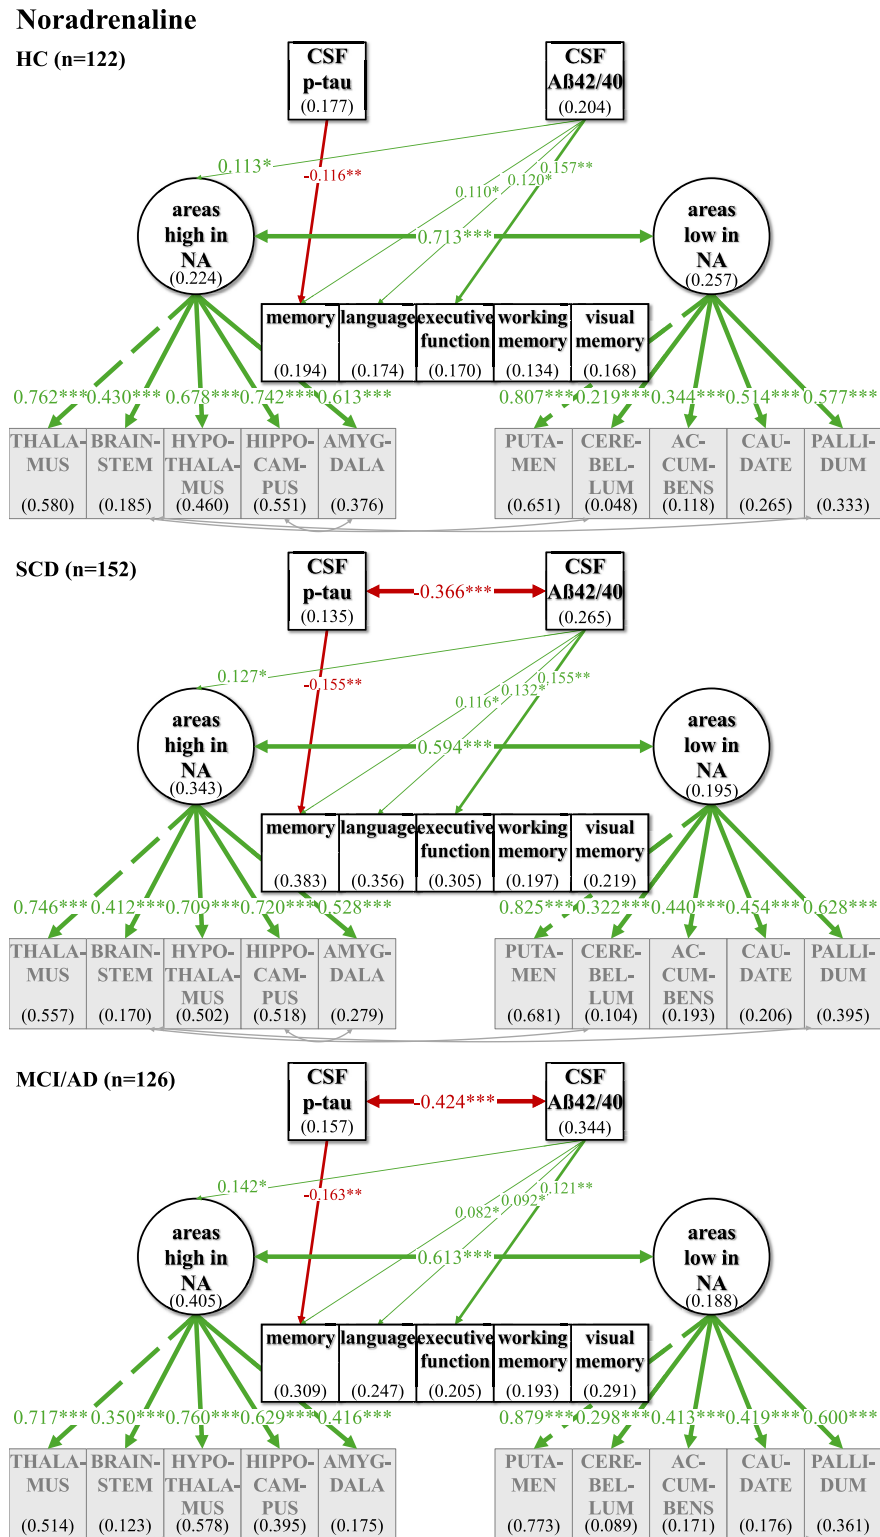 Noradrenaline
HC (n=122)
CSF
p-tau
(0.177)
CSF
Aß42/40
(0.204)
0.113*
-0.116**
0.110*
0.120*
0.157**
areas
high in
NA
(0.224)
0.713***
areas
low in
NA
(0.257)
memory
(0.194)
language
(0.174)
executive
function
(0.170)
working
memory
(0.134)
visual
memory
(0.168)
0.762*** 0.430*** 0.678*** 0.742*** 0.613***
0.807*** 0.219*** 0.344*** 0.514*** 0.577***
THALA-
MUS
(0.580)
BRAIN-
STEM
(0.185)
HYPO-
THALA-
MUS
(0.460)
HIPPO-
CAM-
PUS
(0.551)
AMYG-
DALA
(0.376)
PUTA-
MEN
(0.651)
CERE-
BEL-
LUM
(0.048)
AC-
CUM-
BENS
(0.118)
CAU-
DATE
(0.265)
PALLI-
DUM
(0.333)
SCD (n=152)
CSF
p-tau
(0.135)
-0.366***
CSF
Aß42/40
(0.265)
0.127*
-0.155**
0.116*
0.132*
0.155**
areas
high in
NA
(0.343)
0.594***
areas
low in
NA
(0.195)
memory
(0.383)
language
(0.356)
executive
function
(0.305)
working
memory
(0.197)
visual
memory
(0.219)
0.746*** 0.412*** 0.709*** 0.720*** 0.528***
0.825*** 0.322*** 0.440*** 0.454*** 0.628***
THALA-
MUS
(0.557)
BRAIN-
STEM
(0.170)
HYPO-
THALA-
MUS
(0.502)
HIPPO-
CAM-
PUS
(0.518)
AMYG-
DALA
(0.279)
PUTA-
MEN
(0.681)
CERE-
BEL-
LUM
(0.104)
AC-
CUM-
BENS
(0.193)
CAU-
DATE
(0.206)
PALLI-
DUM
(0.395)
MCI/AD (n=126)
CSF
p-tau
(0.157)
-0.424***
CSF
Aß42/40
(0.344)
0.142*
-0.163**
0.082*
0.092*
0.121**
areas
high in
NA
(0.405)
0.613***
areas
low in
NA
(0.188)
memory
(0.309)
language
(0.247)
executive
function
(0.205)
working
memory
(0.193)
visual
memory
(0.291)
0.717*** 0.350*** 0.760*** 0.629*** 0.416***
0.879*** 0.298*** 0.413*** 0.419*** 0.600***
THALA-
MUS
(0.514)
BRAIN-
STEM
(0.123)
HYPO-
THALA-
MUS
(0.578)
HIPPO-
CAM-
PUS
(0.395)
AMYG-
DALA
(0.175)
PUTA-
MEN
(0.773)
CERE-
BEL-
LUM
(0.089)
AC-
CUM-
BENS
(0.171)
CAU-
DATE
(0.176)
PALLI-
DUM
(0.361)